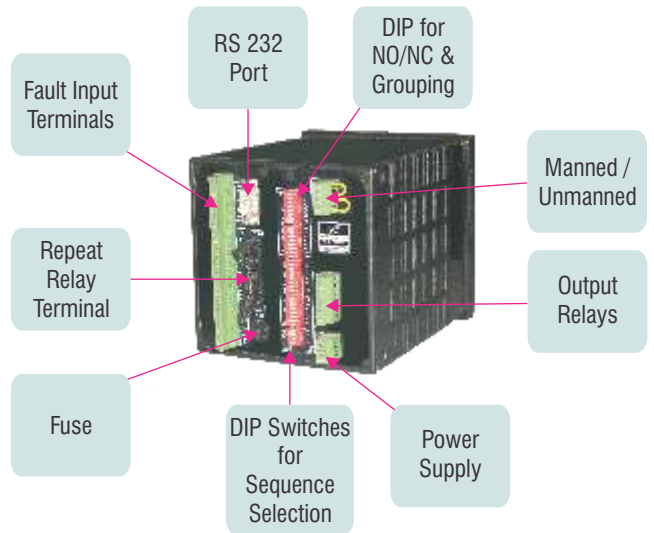 RS 232
Port
DIP for
NO/NC &
Grouping
Fault Input
Terminals
Manned /
Unmanned
Repeat
Relay
Terminal
Output
Relays
Fuse
DIP Switches
for
Sequence
Selection
Power
Supply